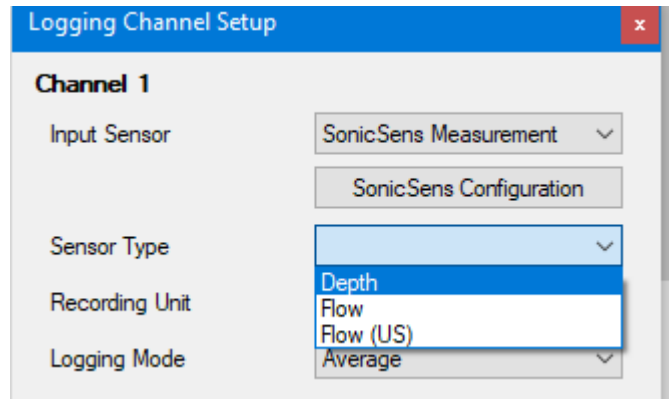 Logging Channel Setup
x
Channel 1
Input Sensor SonicSens Measurement
SonicSens Configuration
Sensor Type
Depth
Recording Unit Flow
Flow (US)
Logging Mode Average